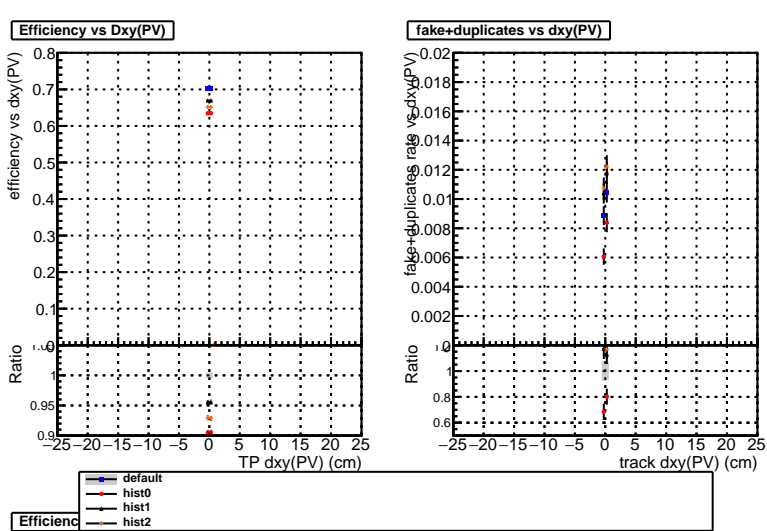 Efficiency vs Dxy(PV)
efficiency vs dxy(PV)
0.8
0.7
0.6
0.5
0.4
0.3
0.2
0.1
0
Ratio
1
0.95
0.9
−25 −20 −15 −10 −5 0 5 10 15 20 25
TP dxy(PV) (cm)
fake+duplicates vs dxy(PV)
fake+duplicates rate vs dxy(PV)
0.02
0.018
0.016
0.014
0.012
0.01
0.008
0.006
0.004
0.002
0
Ratio
1
0.8
0.6
−25 −20 −15 −10 −5 0 5 10 15 20 25
track dxy(PV) (cm)
default
hist0
hist1
hist2